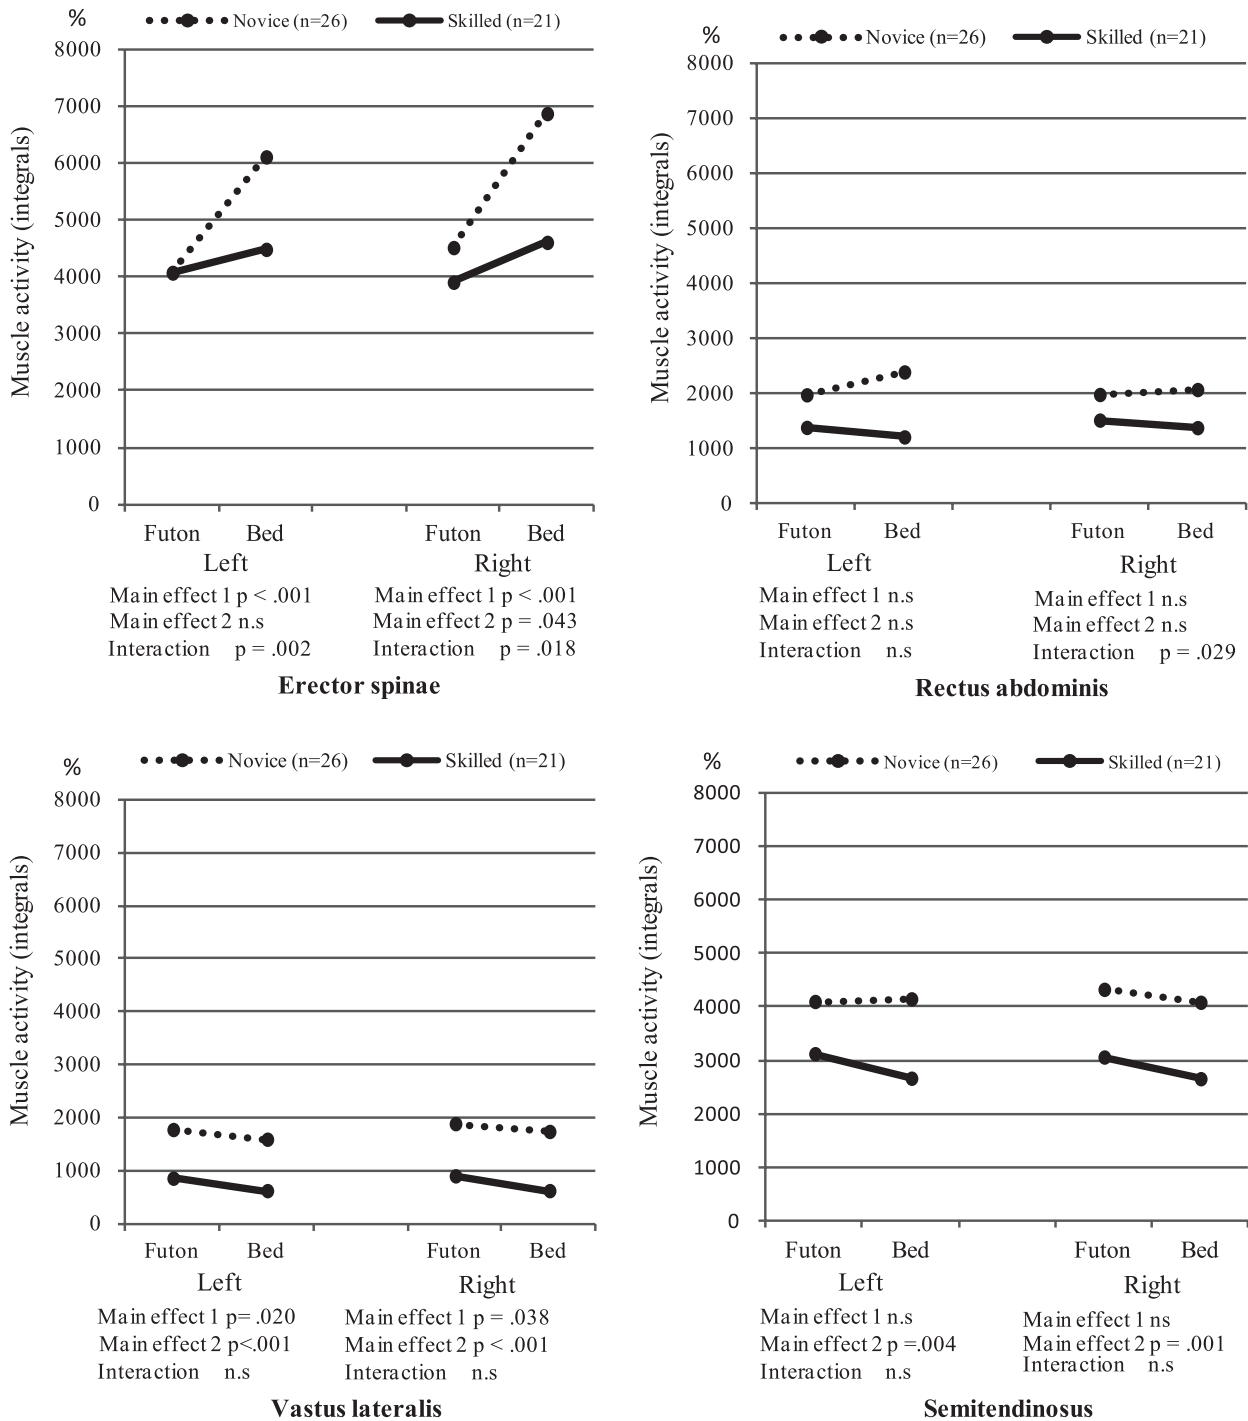 %
Novice (n=26) Skilled (n=21)
8000
7000
6000
5000
4000
3000
2000
1000
0
Muscle activity (integrals)
Futon Bed Futon Bed
Left Right
Main effect 1 p < .001 Main effect 1 p < .001
Main effect 2 n.s Main effect 2 p = .043
Interaction p = .002 Interaction p = .018
Erector spinae
%
Novice (n=26) Skilled (n=21)
8000
7000
6000
5000
4000
3000
2000
1000
0
Muscle activity (integrals)
Futon Bed Futon Bed
Left Right
Main effect 1 n.s Main effect 1 n.s
Main effect 2 n.s Main effect 2 n.s
Interaction n.s Interaction p = .029
Rectus abdominis
%
Novice (n=26) Skilled (n=21)
8000
7000
6000
5000
4000
3000
2000
1000
0
Muscle activity (integrals)
Futon Bed Futon Bed
Left Right
Main effect 1 p= .020 Main effect 1 p = .038
Main effect 2 p<.001 Main effect 2 p < .001
Interaction n.s Interaction n.s
Vastus lateralis
%
Novice (n=26) Skilled (n=21)
8000
7000
6000
5000
4000
3000
2000
1000
0
Muscle activity (integrals)
Futon Bed Futon Bed
Left Right
Main effect 1 n.s Main effect 1 ns
Main effect 2 p =.004 Main effect 2 p = .001
Interaction n.s Interaction n.s
Semitendinosus